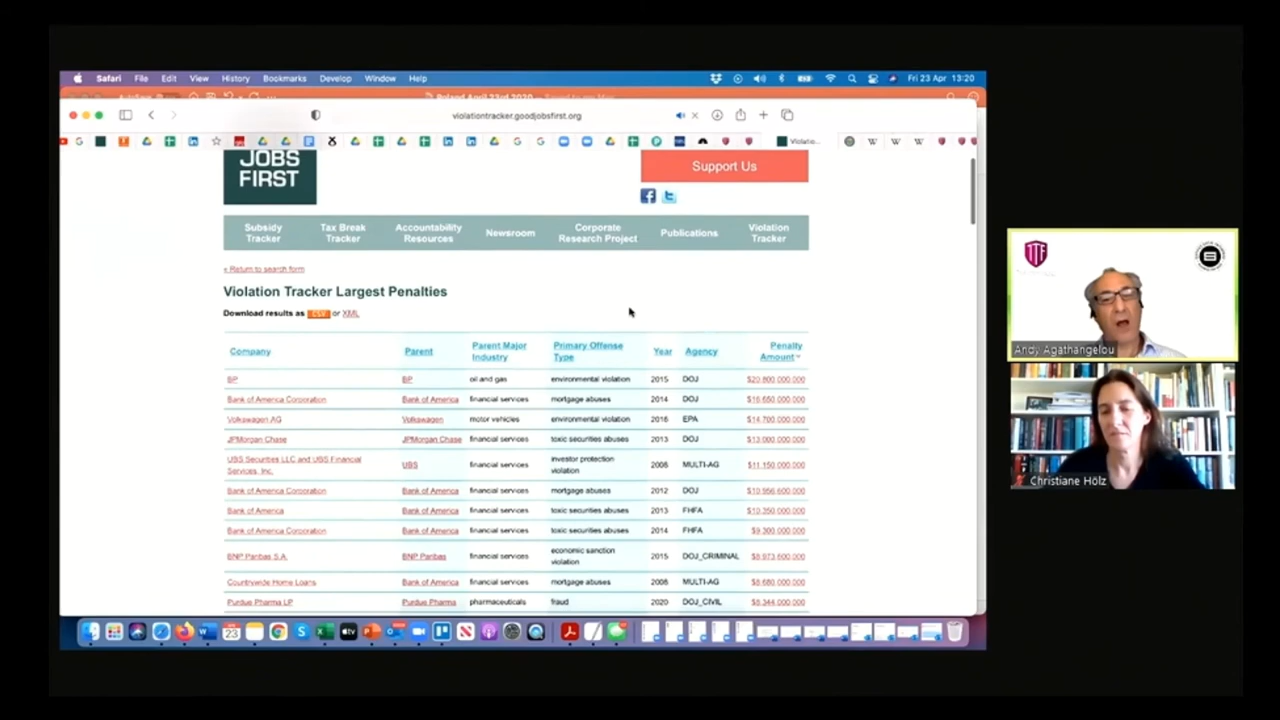 Safari File Edit View History Bookmarks Develop Window Help Fri 23 Apr 13:20
violationtracker.goodjobsfirst.org
Violatio...
JOBS
FIRST
Support Us
Subsidy Tracker Tax Break Tracker Accountability Resources Newsroom Corporate Research Project Publications Violation Tracker
« Return to search form
Violation Tracker Largest Penalties
Download results as CSV or XML
Company Parent Parent Major Industry Primary Offense Type Year Agency Penalty Amount
BP BP oil and gas environmental violation 2015 DOJ $20,800,000,000
Bank of America Corporation Bank of America financial services mortgage abuses 2014 DOJ $16,650,000,000
Volkswagen AG Volkswagen motor vehicles environmental violation 2016 EPA $14,700,000,000
JPMorgan Chase JPMorgan Chase financial services toxic securities abuses 2013 DOJ $13,000,000,000
UBS Securities LLC and UBS Financial Services, Inc. UBS financial services investor protection violation 2008 MULTI-AG $11,150,000,000
Bank of America Corporation Bank of America financial services mortgage abuses 2012 DOJ $10,956,600,000
Bank of America Bank of America financial services toxic securities abuses 2013 FHFA $10,350,000,000
Bank of America Corporation Bank of America financial services toxic securities abuses 2014 FHFA $9,300,000,000
BNP Paribas S.A. BNP Paribas financial services economic sanction violation 2015 DOJ_CRIMINAL $8,973,600,000
Countrywide Home Loans Bank of America financial services mortgage abuses 2008 MULTI-AG $8,680,000,000
Purdue Pharma LP Purdue Pharma pharmaceuticals fraud 2020 DOJ_CIVIL $8,344,000,000
TTF
Andy Agathangelou
Christiane Hölz